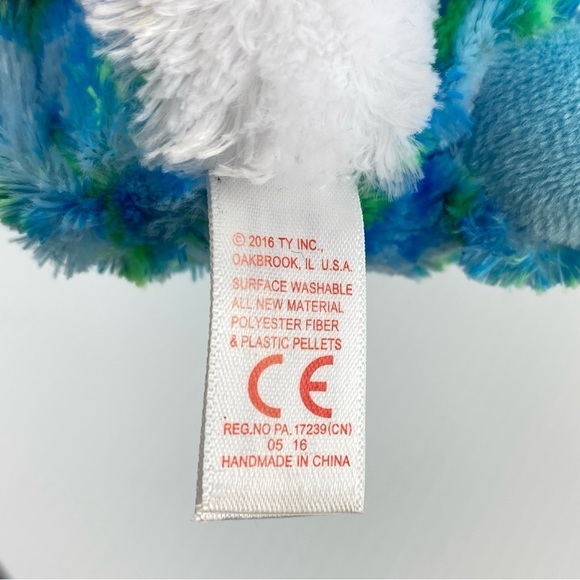 © 2016 TY INC.,
OAKBROOK, IL U.S.A.
SURFACE WASHABLE
ALL NEW MATERIAL
POLYESTER FIBER
& PLASTIC PELLETS
CE
REG.NO PA.17239(CN)
05 16
HANDMADE IN CHINA